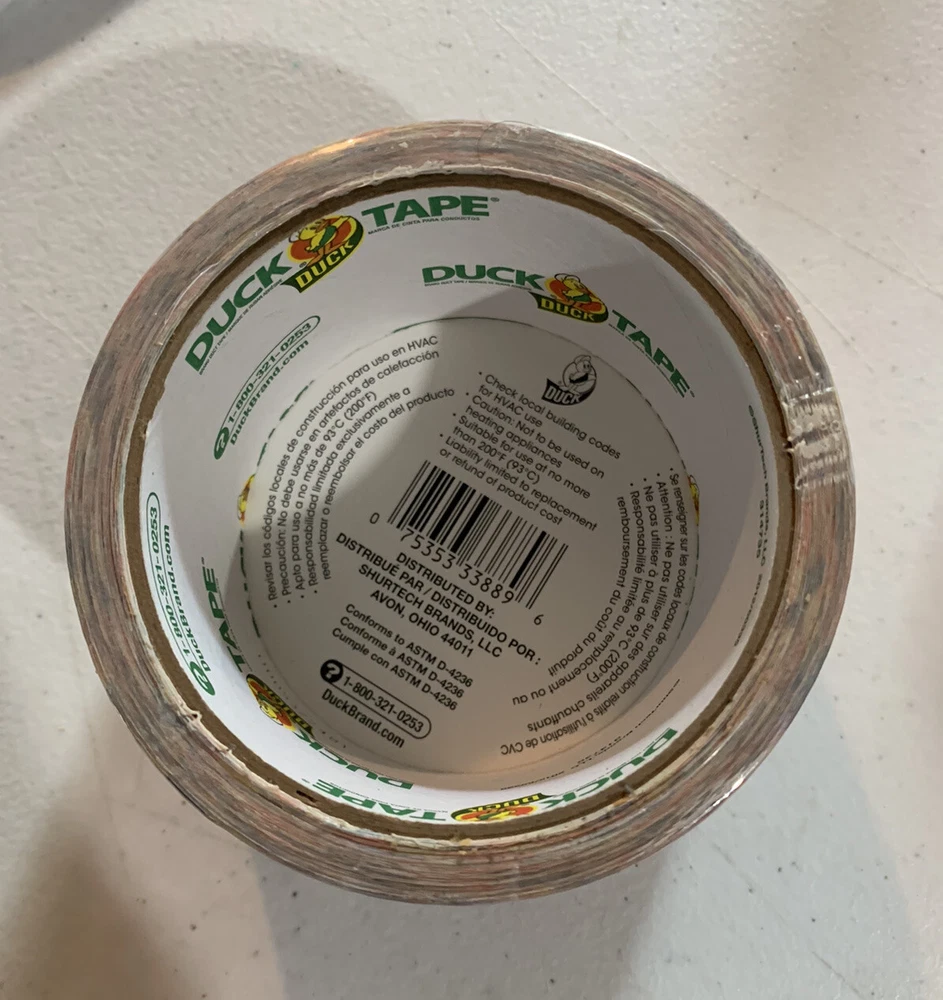 DUCK DUCK TAPE®
MARCA DE CINTA PARA CONDUCTOS
DUCK DUCK TAPE®
1-800-321-0253
DuckBrand.com
1-800-321-0253
DuckBrand.com
• Revisar los códigos locales de construcción para uso en HVAC
• Precaución: No debe usarse en artefactos de calefacción
• Apto para uso a no más de 93°C (200°F)
• Responsabilidad limitada exclusivamente a
reemplazar o reembolsar el costo del producto
DUCK
• Check local building codes
for HVAC use
• Caution: Not to be used on
heating appliances
• Suitable for use at no more
than 200°F (93°C)
• Liability limited to replacement
or refund of product cost
• Se renseigner sur les codes locaux de construction relatifs à l'utilisation de CVC
• Attention : Ne pas utiliser sur des appareils chauffants
• Ne pas utiliser à plus de 93°C (200°F)
• Responsabilité limitée au remplacement ou au
remboursement du coût du produit
0 75353 33889 6
DISTRIBUTED BY:
DISTRIBUÉ PAR / DISTRIBUIDO POR:
SHURTECH BRANDS, LLC
AVON, OHIO 44011
Conforms to ASTM D-4236
Conforme à ASTM D-4236
Cumple con ASTM D-4236
? 1-800-321-0253
DuckBrand.com
TAPE
DUCK
TAPE
DUCK DUCK T